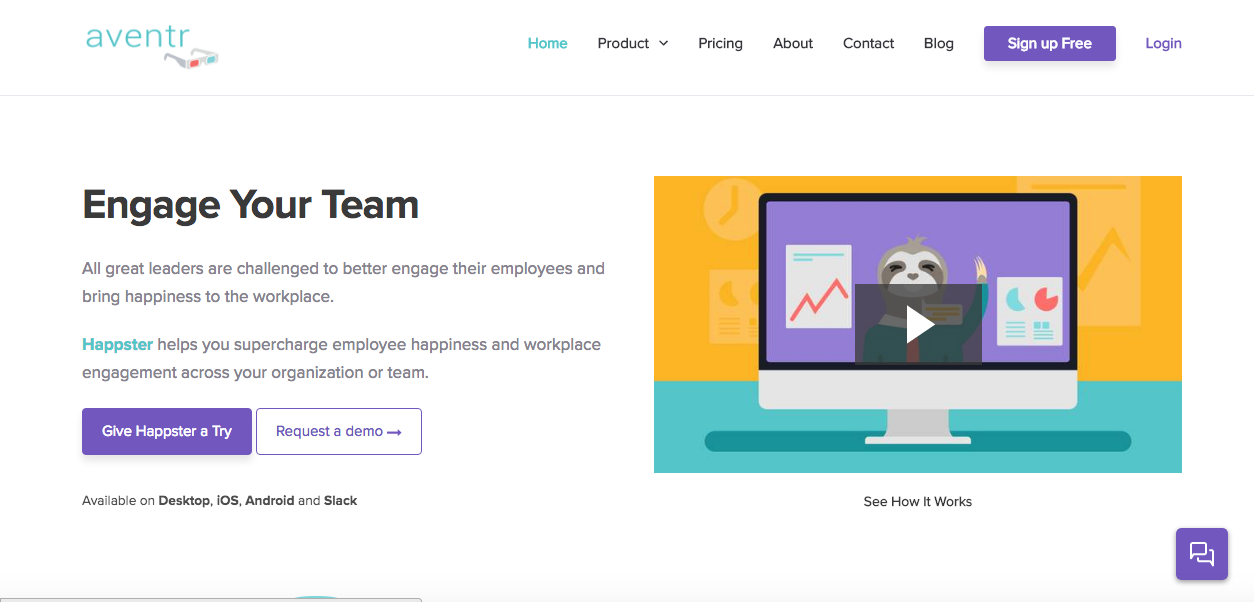 aventr
Home
Product
Pricing
About
Contact
Blog
Sign up Free
Login
Engage Your Team
All great leaders are challenged to better engage their employees and
bring happiness to the workplace.
Happster helps you supercharge employee happiness and workplace
engagement across your organization or team.
Give Happster a Try
Request a demo →
Available on Desktop, iOS, Android and Slack
See How It Works